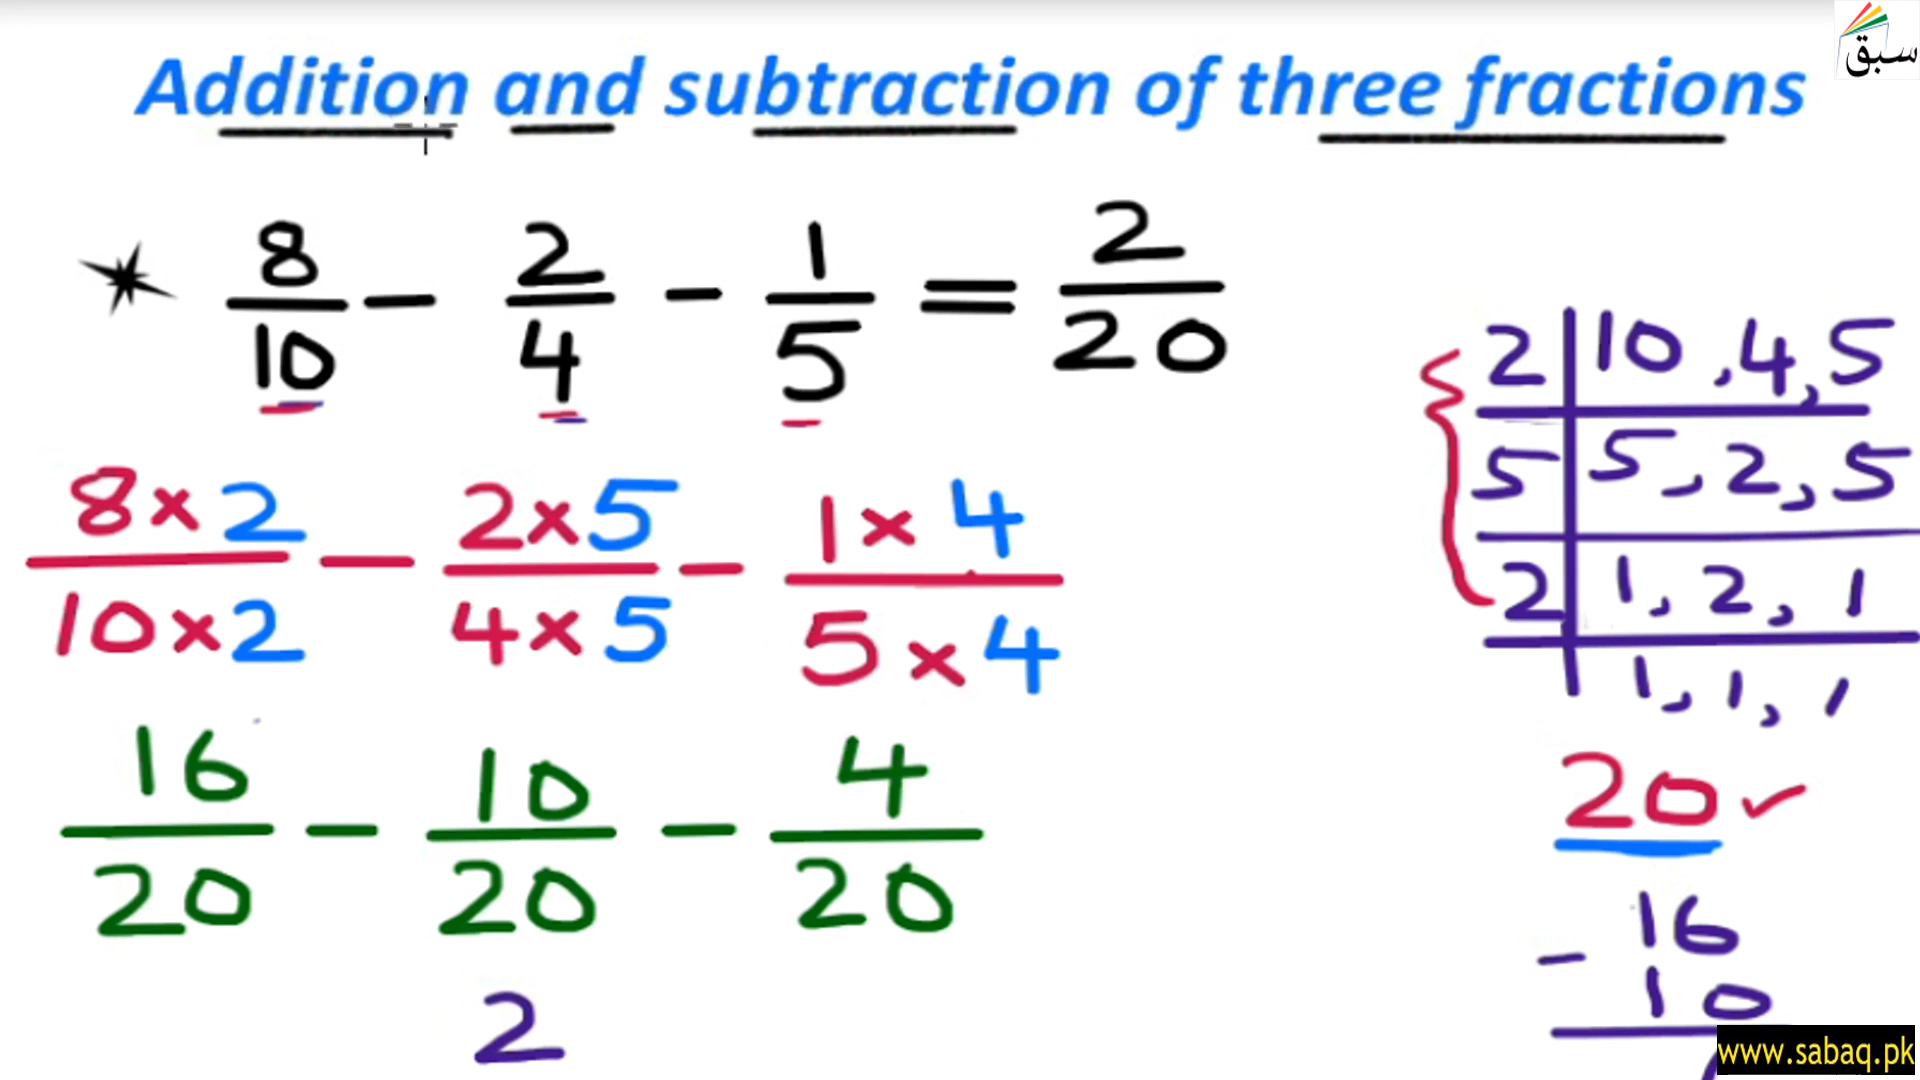 سبق
Addition and subtraction of three fractions
8/10 - 2/4 - 1/5 = 2/20
8×2/10×2 - 2×5/4×5 - 1×4/5×4
16/20 - 10/20 - 4/20
2
2 | 10, 4, 5
5 | 5, 2, 5
2 | 1, 2, 1
1, 1, 1
20 ✓
16
- 10
www.sabaq.pk